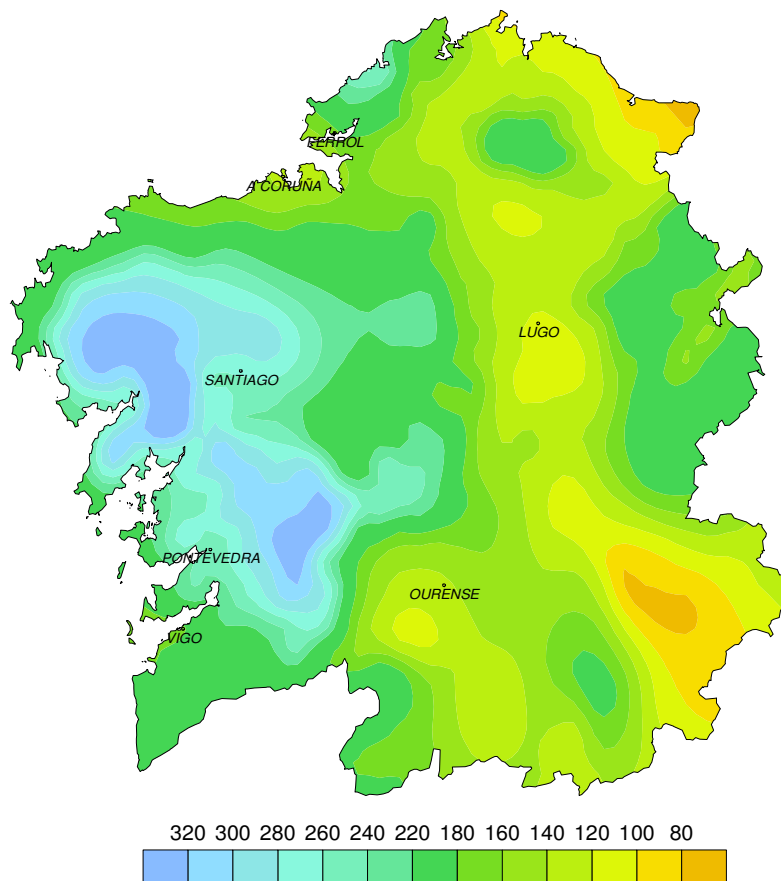 FERROL
A CORUÑA
LUGO
SANTIAGO
PONTEVEDRA
OURENSE
VIGO
320 300 280 260 240 220 180 160 140 120 100 80